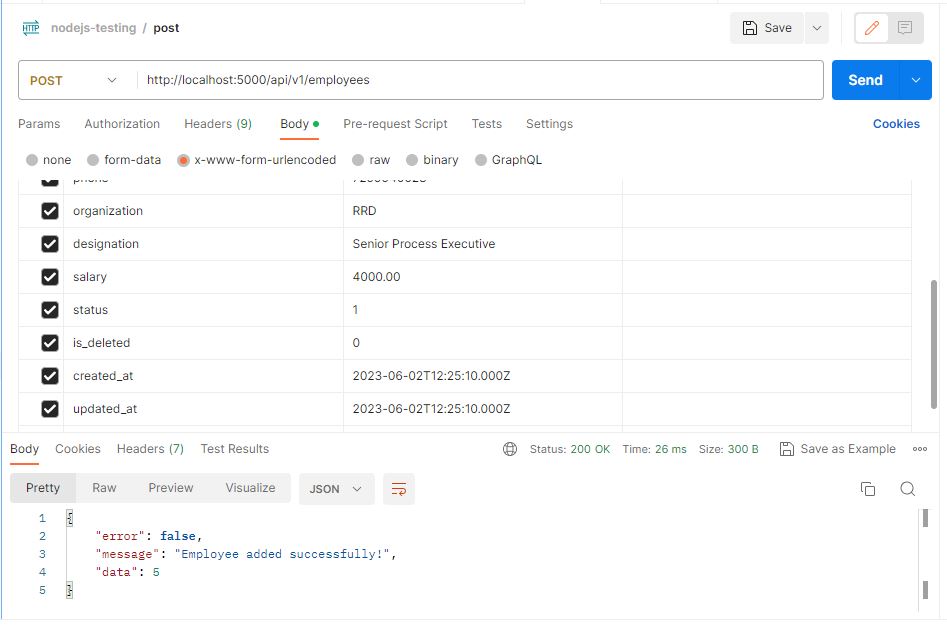 HTTP nodejs-testing / post Save
POST http://localhost:5000/api/v1/employees Send
Params Authorization Headers (9) Body Pre-request Script Tests Settings Cookies
none form-data x-www-form-urlencoded raw binary GraphQL
organization RRD
designation Senior Process Executive
salary 4000.00
status 1
is_deleted 0
created_at 2023-06-02T12:25:10.000Z
updated_at 2023-06-02T12:25:10.000Z
Body Cookies Headers (7) Test Results Status: 200 OK Time: 26 ms Size: 300 B Save as Example
Pretty Raw Preview Visualize JSON
1 {
2 "error": false,
3 "message": "Employee added successfully!",
4 "data": 5
5 }